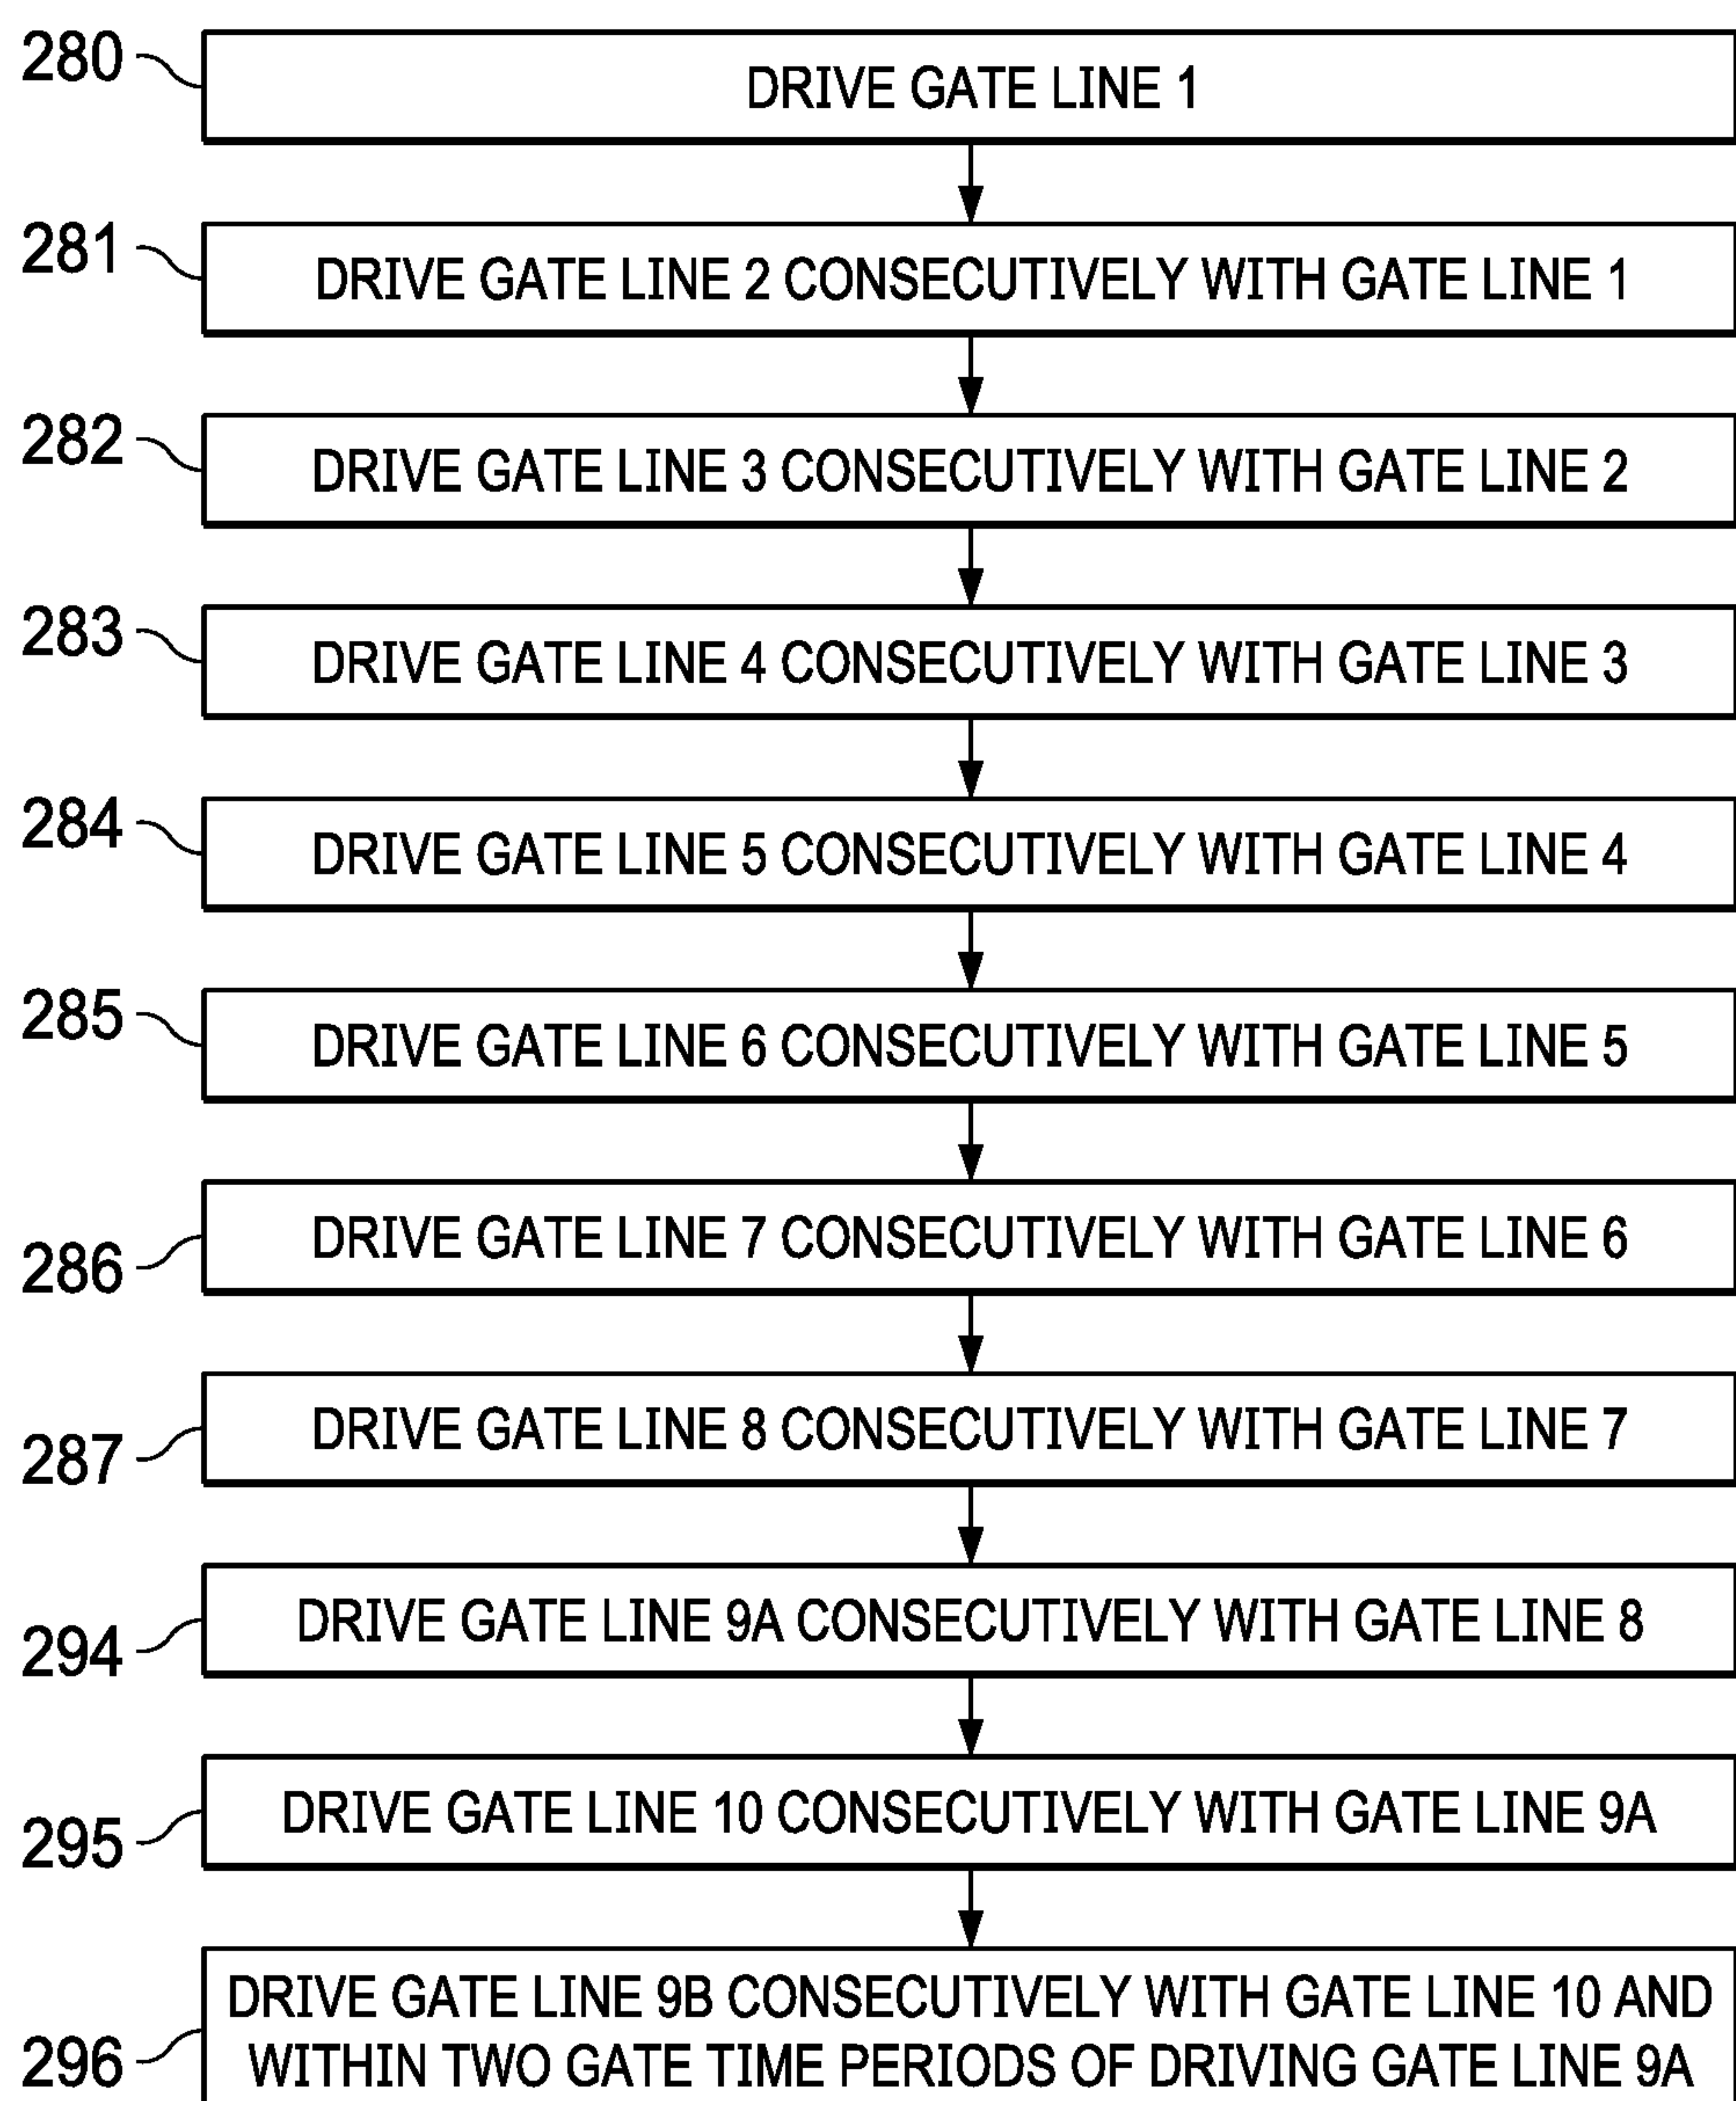 280 DRIVE GATE LINE 1
281 DRIVE GATE LINE 2 CONSECUTIVELY WITH GATE LINE 1
282 DRIVE GATE LINE 3 CONSECUTIVELY WITH GATE LINE 2
283 DRIVE GATE LINE 4 CONSECUTIVELY WITH GATE LINE 3
284 DRIVE GATE LINE 5 CONSECUTIVELY WITH GATE LINE 4
285 DRIVE GATE LINE 6 CONSECUTIVELY WITH GATE LINE 5
286 DRIVE GATE LINE 7 CONSECUTIVELY WITH GATE LINE 6
287 DRIVE GATE LINE 8 CONSECUTIVELY WITH GATE LINE 7
294 DRIVE GATE LINE 9A CONSECUTIVELY WITH GATE LINE 8
295 DRIVE GATE LINE 10 CONSECUTIVELY WITH GATE LINE 9A
DRIVE GATE LINE 9B CONSECUTIVELY WITH GATE LINE 10 AND
296 WITHIN TWO GATE TIME PERIODS OF DRIVING GATE LINE 9A